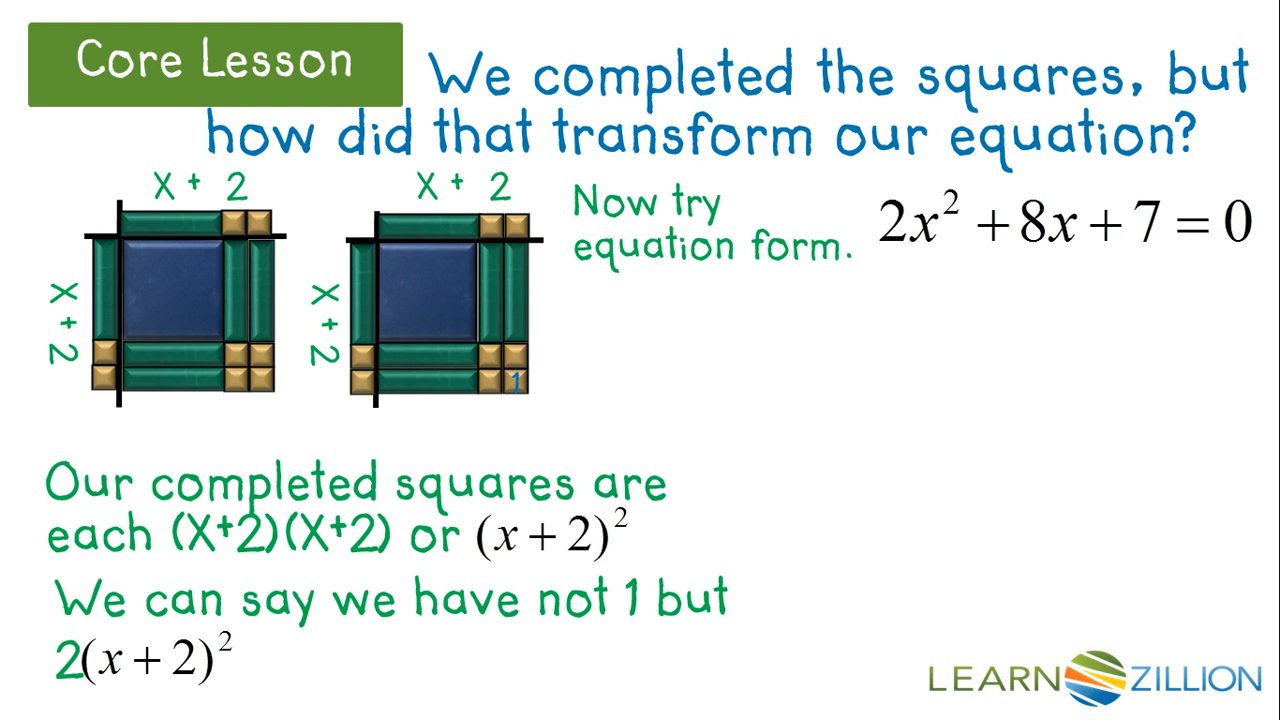 Core Lesson
We completed the squares, but
how did that transform our equation?
X + 2
X + 2
Now try
equation form.
2x² + 8x + 7 = 0
X + 2
X + 2
1
Our completed squares are
each (X+2)(X+2) or (x + 2)²
We can say we have not 1 but
2(x + 2)²
LEARN ZILLION